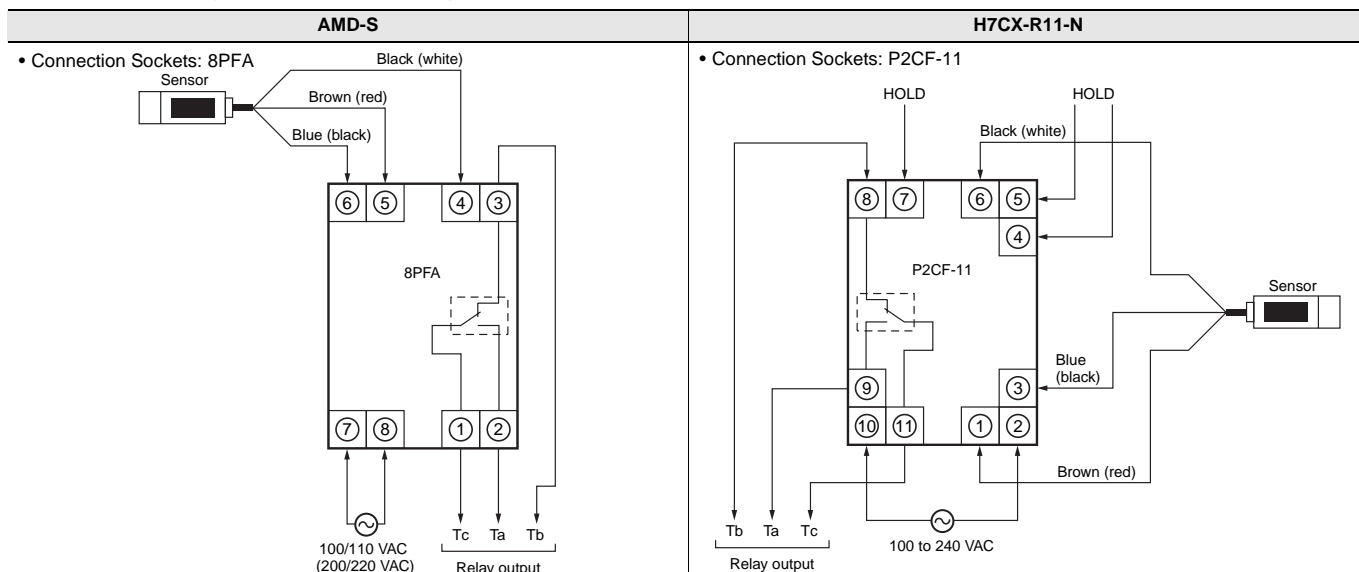 AMD-S
• Connection Sockets: 8PFA
Sensor
Black (white)
Brown (red)
Blue (black)
⑥ ⑤ ④ ③
8PFA
⑦ ⑧ ① ②
Tc Ta Tb
100/110 VAC
(200/220 VAC)
Relay output
H7CX-R11-N
• Connection Sockets: P2CF-11
HOLD HOLD
Black (white)
⑧ ⑦ ⑥ ⑤
④
P2CF-11
Sensor
Blue
(black)
⑨ ③
⑩ ⑪ ① ②
Brown (red)
Tb Ta Tc
100 to 240 VAC
Relay output